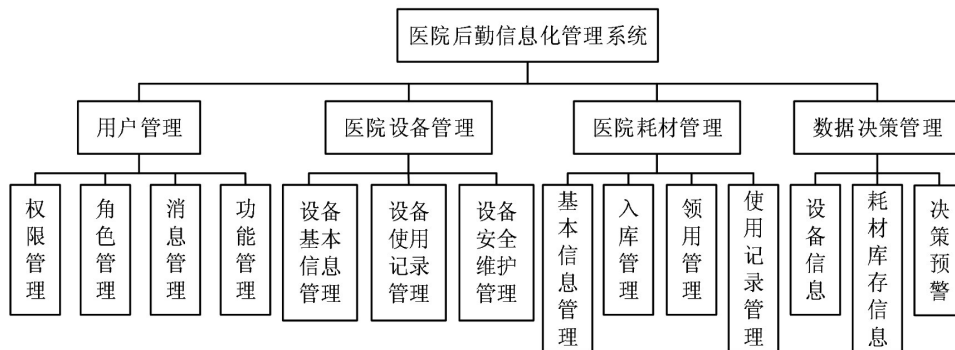 医院后勤信息化管理系统
用户管理
医院设备管理
医院耗材管理
数据决策管理
权限管理
角色管理
消息管理
功能管理
设备
基本
信息
管理
设备
使用
记录
管理
设备
安全
维护
管理
基本信息管理
入库管理
领用管理
使用记录管理
设备信息
耗材库存信息
决策预警